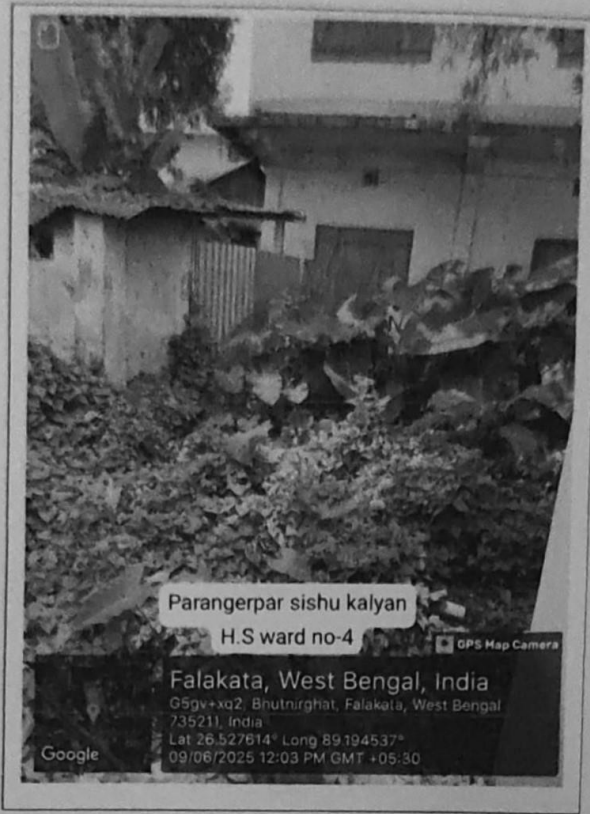 Parangerpar sishu kalyan
H.S ward no-4
GPS Map Camera
Falakata, West Bengal, India
G5gv+xq2, Bhutnirghat, Falakata, West Bengal
735211, India
Lat 26.527614° Long 89.194537°
09/06/2025 12:03 PM GMT +05:30
Google